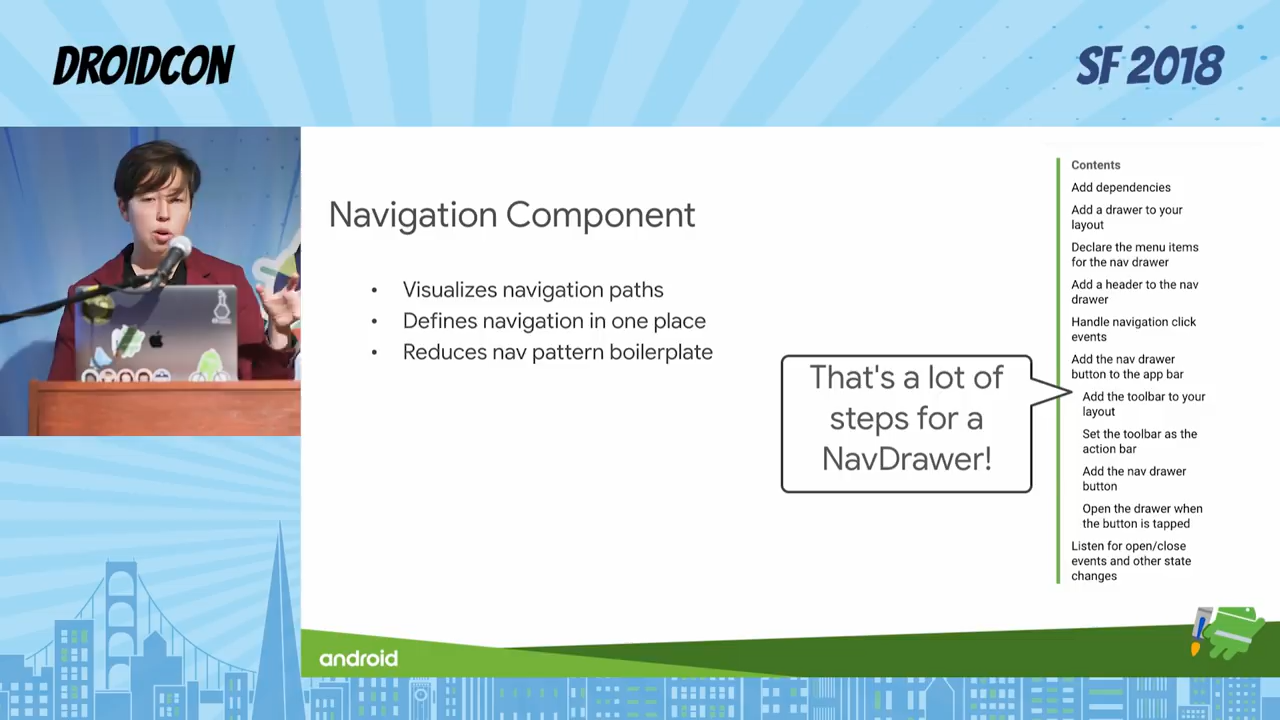 DROIDCON
SF 2018
Navigation Component
• Visualizes navigation paths
• Defines navigation in one place
• Reduces nav pattern boilerplate
That's a lot of
steps for a
NavDrawer!
Contents
Add dependencies
Add a drawer to your
layout
Declare the menu items
for the nav drawer
Add a header to the nav
drawer
Handle navigation click
events
Add the nav drawer
button to the app bar
Add the toolbar to your
layout
Set the toolbar as the
action bar
Add the nav drawer
button
Open the drawer when
the button is tapped
Listen for open/close
events and other state
changes
android